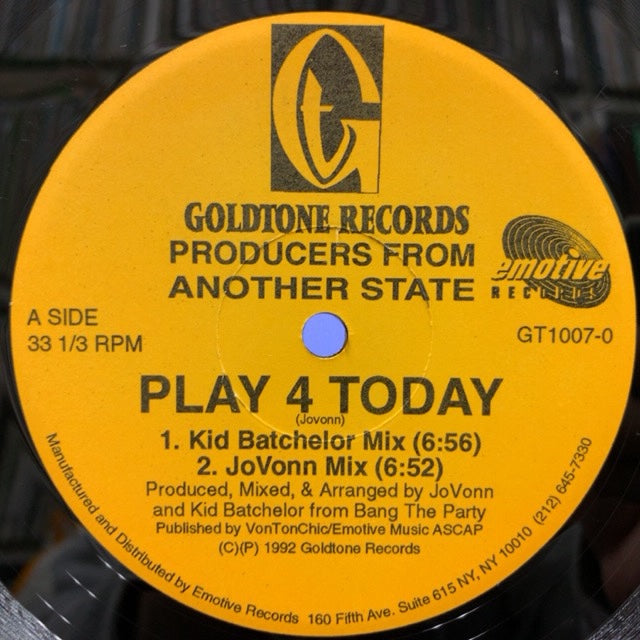 GOLDTONE RECORDS
PRODUCERS FROM
ANOTHER STATE
emotive
RECORDS
A SIDE
33 1/3 RPM
GT1007-0
PLAY 4 TODAY
(Jovonn)
1. Kid Batchelor Mix (6:56)
2. JoVonn Mix (6:52)
Produced, Mixed, & Arranged by JoVonn
and Kid Batchelor from Bang The Party
Published by VonTonChic/Emotive Music ASCAP
(C)(P) 1992 Goldtone Records
Manufactured and Distributed by Emotive Records 160 Fifth Ave. Suite 615 NY, NY 10010 (212) 645-7330